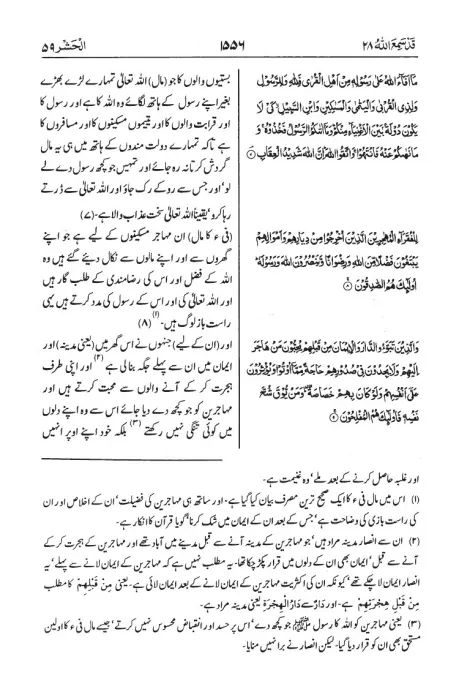 قدسمع الله ٢٨
١٥٥٦
الحشر ٥٩
مَآ اَفَآءَ اللّٰهُ عَلٰى رَسُوْلِهٖ مِنْ اَهْلِ الْقُرٰى فَلِلّٰهِ وَلِلرَّسُوْلِ
وَلِذِى الْقُرْبٰى وَالْيَتٰمٰى وَالْمَسٰكِيْنِ وَابْنِ السَّبِيْلِ كَىْ لَا
يَكُوْنَ دُوْلَةًۢ بَيْنَ الْاَغْنِيَآءِ مِنْكُمْ وَمَآ اٰتٰىكُمُ الرَّسُوْلُ فَخُذُوْهُ وَمَا
نَهٰىكُمْ عَنْهُ فَانْتَهُوْا وَاتَّقُوا اللّٰهَ اِنَّ اللّٰهَ شَدِيْدُ الْعِقَابِ ۞
لِلْفُقَرَآءِ الْمُهٰجِرِيْنَ الَّذِيْنَ اُخْرِجُوْا مِنْ دِيَارِهِمْ وَاَمْوَالِهِمْ
يَبْتَغُوْنَ فَضْلًا مِّنَ اللّٰهِ وَرِضْوَانًا وَّيَنْصُرُوْنَ اللّٰهَ وَرَسُوْلَهٗ
اُولٰٓئِكَ هُمُ الصّٰدِقُوْنَ ۞
وَالَّذِيْنَ تَبَوَّؤُ الدَّارَ وَالْاِيْمَانَ مِنْ قَبْلِهِمْ يُحِبُّوْنَ مَنْ هَاجَرَ
اِلَيْهِمْ وَلَا يَجِدُوْنَ فِىْ صُدُوْرِهِمْ حَاجَةً مِّمَّآ اُوْتُوْا وَيُؤْثِرُوْنَ
عَلٰٓى اَنْفُسِهِمْ وَلَوْ كَانَ بِهِمْ خَصَاصَةٌ وَمَنْ يُّوْقَ شُحَّ
نَفْسِهٖ فَاُولٰٓئِكَ هُمُ الْمُفْلِحُوْنَ ۞
بستیوں والوں کا جو (مال) اللہ تعالیٰ تمہارے لڑے بھڑے
بغیر اپنے رسول کے ہاتھ لگائے وہ اللہ کا ہے اور رسول کا
اور قرابت والوں کا اور یتیموں مسکینوں کا اور مسافروں کا
ہے تاکہ تمہارے دولت مندوں کے ہاتھ میں ہی یہ مال
گردش کرتا نہ رہ جائے اور تمہیں جو کچھ رسول دے لے
لو، اور جس سے روکے رک جاؤ اور اللہ تعالیٰ سے ڈرتے
رہا کرو، یقیناً اللہ تعالیٰ سخت عذاب والا ہے۔ (۷)
(فیء کا مال) ان مہاجر مسکینوں کے لیے ہے جو اپنے
گھروں سے اور اپنے مالوں سے نکال دیئے گئے ہیں وہ
اللہ کے فضل اور اس کی رضامندی کے طلب گار ہیں
اور اللہ تعالیٰ کی اور اس کے رسول کی مدد کرتے ہیں یہی
راست باز لوگ ہیں۔ (۱) (۸)
اور (ان کے لیے) جنہوں نے اس گھر میں (یعنی مدینہ) اور
ایمان میں ان سے پہلے جگہ بنا لی ہے (۲) اور اپنی طرف
ہجرت کر کے آنے والوں سے محبت کرتے ہیں اور
مہاجرین کو جو کچھ دے دیا جائے اس سے وہ اپنے دلوں
میں کوئی تنگی نہیں رکھتے (۳) بلکہ خود اپنے اوپر انہیں
اور غلبہ حاصل کرنے کے بعد ملے، وہ غنیمت ہے۔
(۱) اس میں مال فیء کا ایک صحیح ترین مصرف بیان کیا گیا ہے۔ اور ساتھ ہی مہاجرین کی فضیلت، ان کے اخلاص اور ان
کی راست بازی کی وضاحت ہے، جس کے بعد ان کے ایمان میں شک کرنا، گویا قرآن کا انکار ہے۔
(۲) ان سے انصار مدینہ مراد ہیں، جو مہاجرین کے مدینہ آنے سے قبل مدینے میں آباد تھے اور مہاجرین کے ہجرت کر کے
آنے سے قبل، ایمان بھی ان کے دلوں میں قرار پکڑ چکا تھا۔ یہ مطلب نہیں ہے کہ مہاجرین کے ایمان لانے سے پہلے، یہ
انصار ایمان لا چکے تھے، کیونکہ ان کی اکثریت مہاجرین کے ایمان لانے کے بعد ایمان لائی ہے۔ یعنی مِنْ قَبْلِهِمْ کا مطلب
مِنْ قَبْلِ هِجْرَتِهِمْ ہے۔ اور دَارٌ سے دَارُ الْهِجْرَةِ یعنی مدینہ مراد ہے۔
(۳) یعنی مہاجرین کو اللہ کا رسول ﷺ جو کچھ دے، اس پر حسد اور انقباض محسوس نہیں کرتے، جیسے مال فیء کا اولین
مستحق بھی ان کو قرار دیا گیا۔ لیکن انصار نے برا نہیں منایا۔